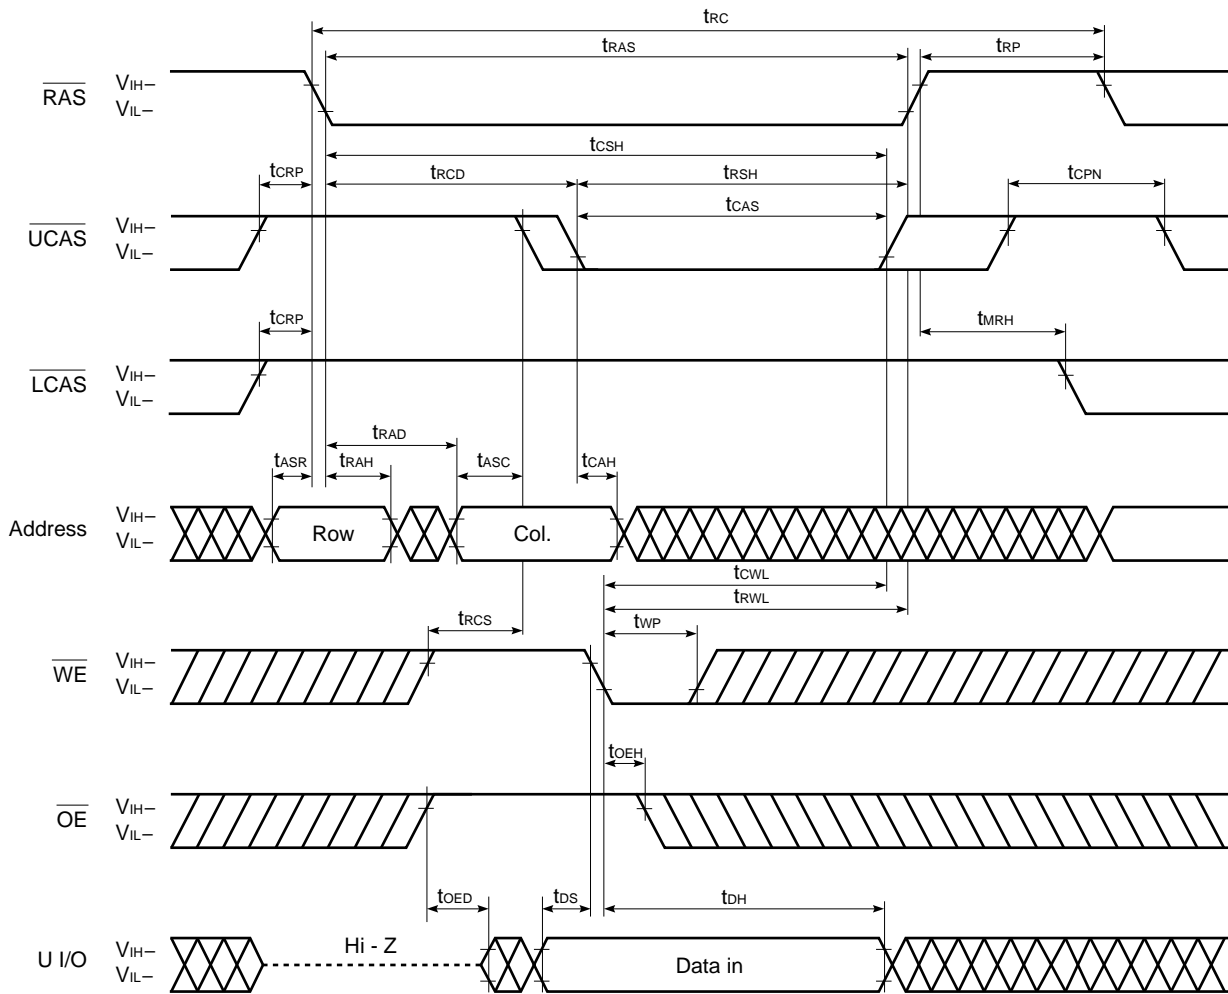 tRC
tRAS tRP
RAS VIH–
VIL–
tCSH
tCRP tRCD tRSH tCPN
tCAS
UCAS VIH–
VIL–
tCRP tMRH
LCAS VIH–
VIL–
tRAD
tASR tRAH tASC tCAH
Address VIH– Row Col.
VIL–
tCWL
tRWL
tRCS tWP
WE VIH–
VIL–
tOEH
OE VIH–
VIL–
tOED tDS tDH
U I/O VIH– Hi - Z Data in
VIL–